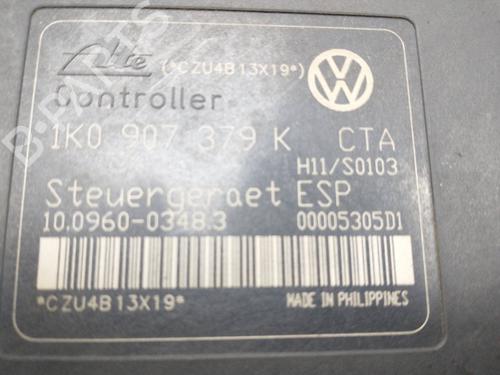 Ate (*CZU4B13X19*)
Controller
1K0 907 379 K CTA
H11/S0103
Steuergeraet ESP
10.0960-0348.3 00005305D1
*CZU4B13X19*
MADE IN PHILIPPINES
B-PARTS